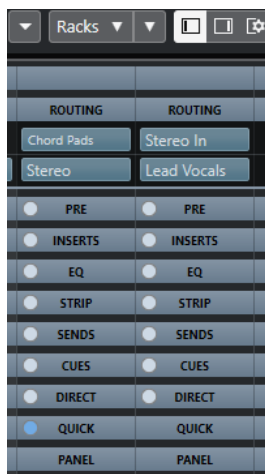 Racks
ROUTING ROUTING
Chord Pads Stereo In
Stereo Lead Vocals
PRE PRE
INSERTS INSERTS
EQ EQ
STRIP STRIP
SENDS SENDS
CUES CUES
DIRECT DIRECT
QUICK QUICK
PANEL PANEL